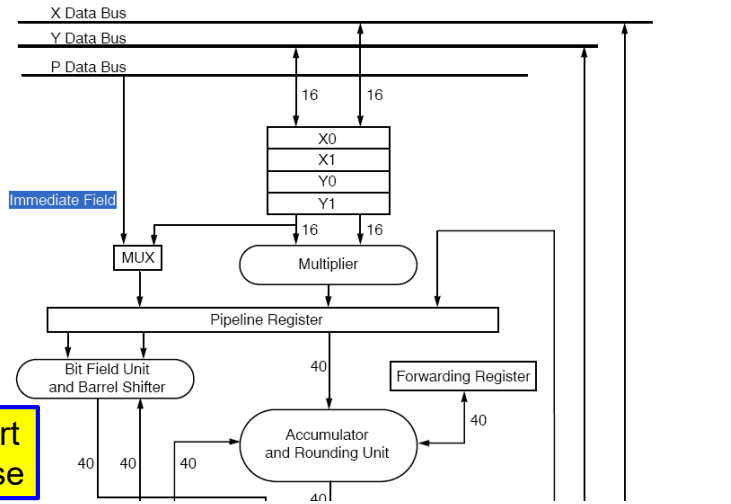 X Data Bus
Y Data Bus
P Data Bus
16
16
X0
X1
Y0
Y1
Immediate Field
16
16
MUX
Multiplier
Pipeline Register
Bit Field Unit
and Barrel Shifter
40
Forwarding Register
40
Accumulator
and Rounding Unit
40
40
40
40